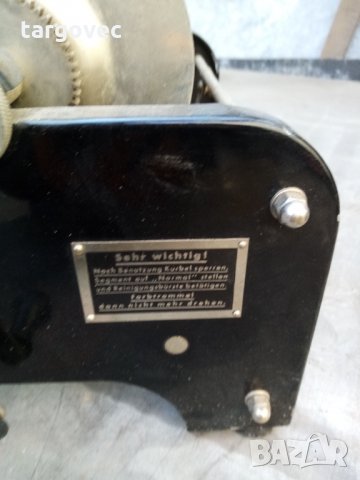 targovec
Sehr wichtig!
Nach Benutzung Kurbel sperren,
Segment auf „Normal" stellen
und Reinigungsbürste betätigen.
Farbtrommel
dann nicht mehr drehen.
BAZAR